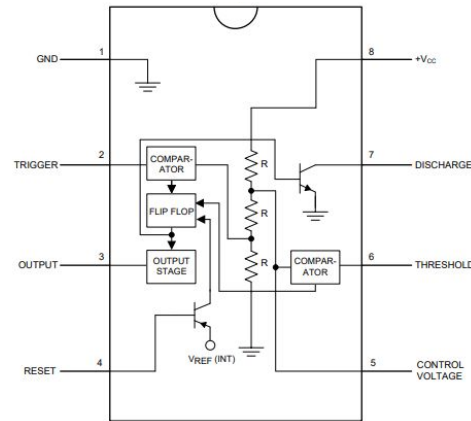 1
8
GND
+VCC
2
7
TRIGGER
COMPAR-
ATOR
R
DISCHARGE
FLIP FLOP
R
3
6
OUTPUT
OUTPUT
STAGE
R
COMPAR-
ATOR
THRESHOLD
4
5
RESET
VREF (INT)
CONTROL
VOLTAGE